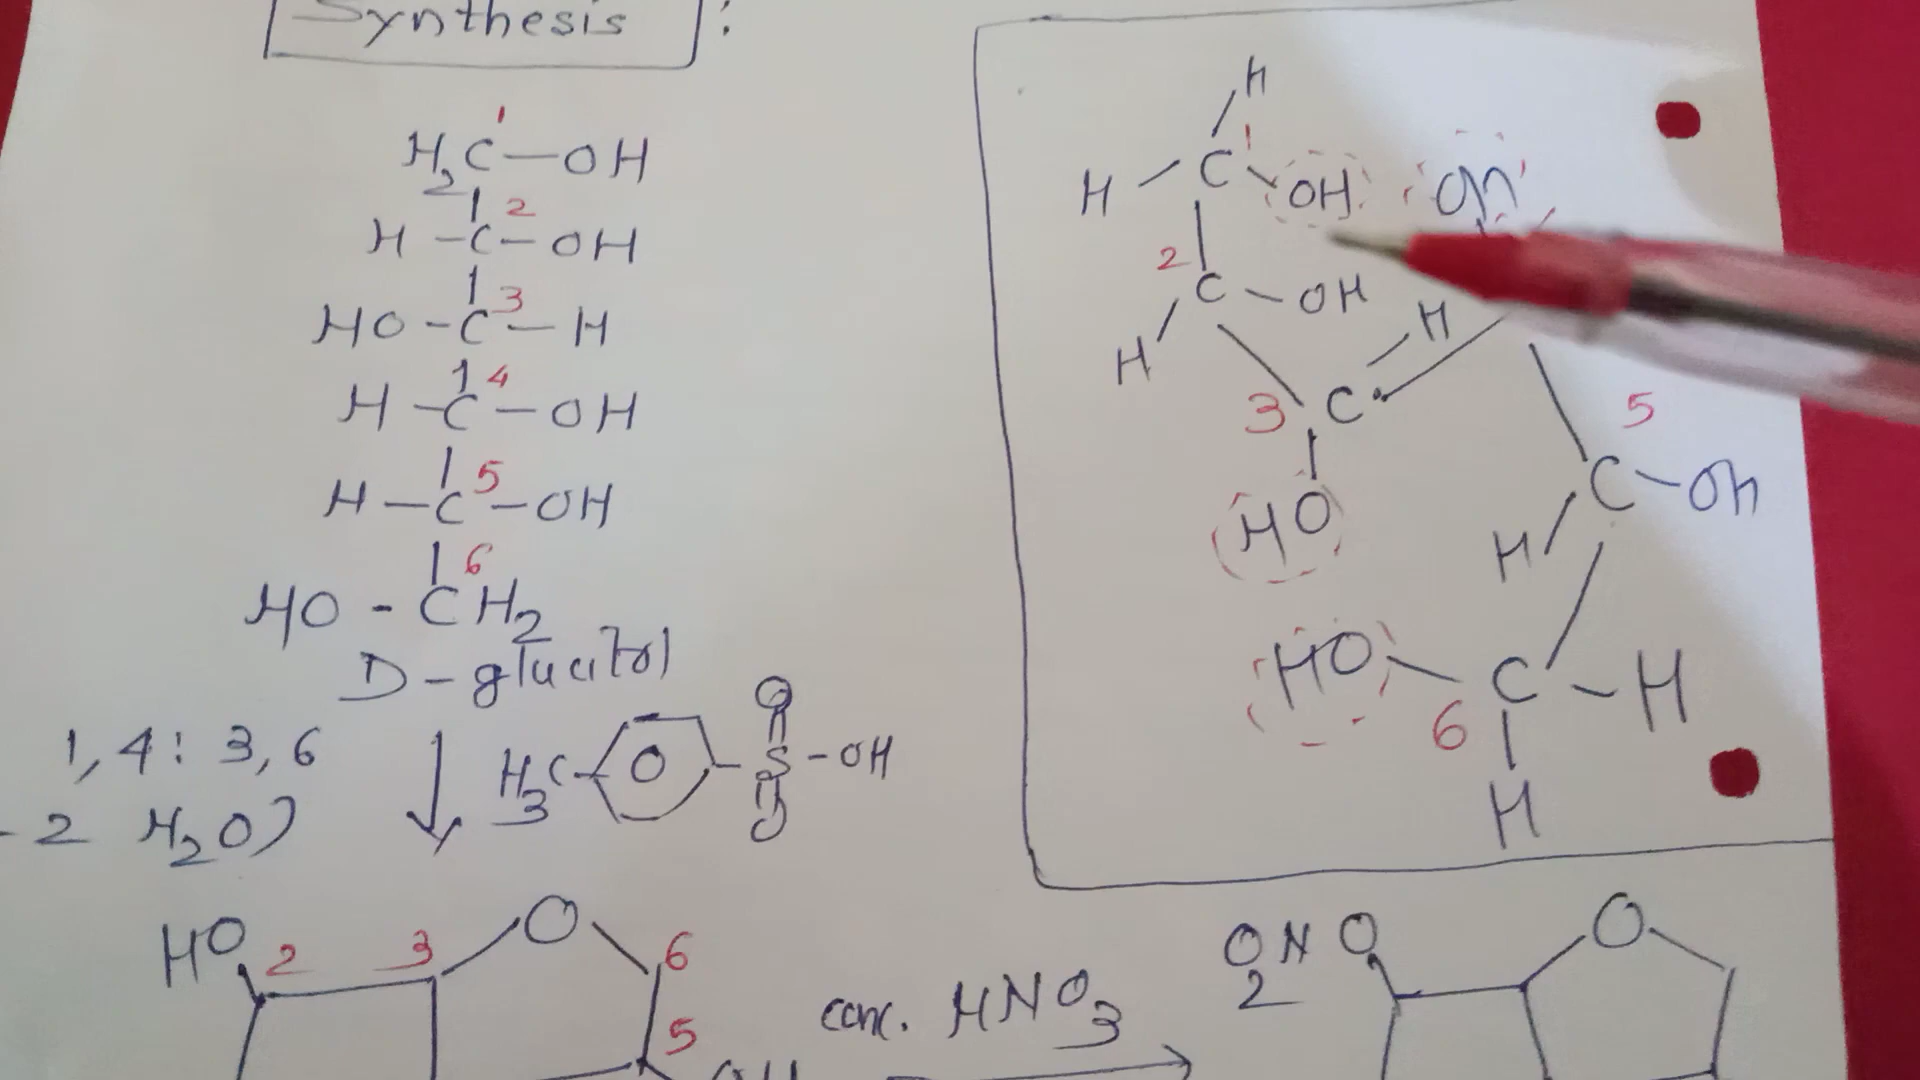 Synthesis :
1
H2C-OH
2
H-C-OH
3
HO-C-H
4
H-C-OH
5
H-C-OH
6
HO-CH2
D-glucitol
1,4:3,6
-2 H2O)
H3C O S-OH
O
O
H
1
H C OH OH
2
C OH
H
H
3 C
HO
5
C OH
H
HO C H
6
H
HO 2 3 O 6
5
OH
conc. HNO3
O2NO O